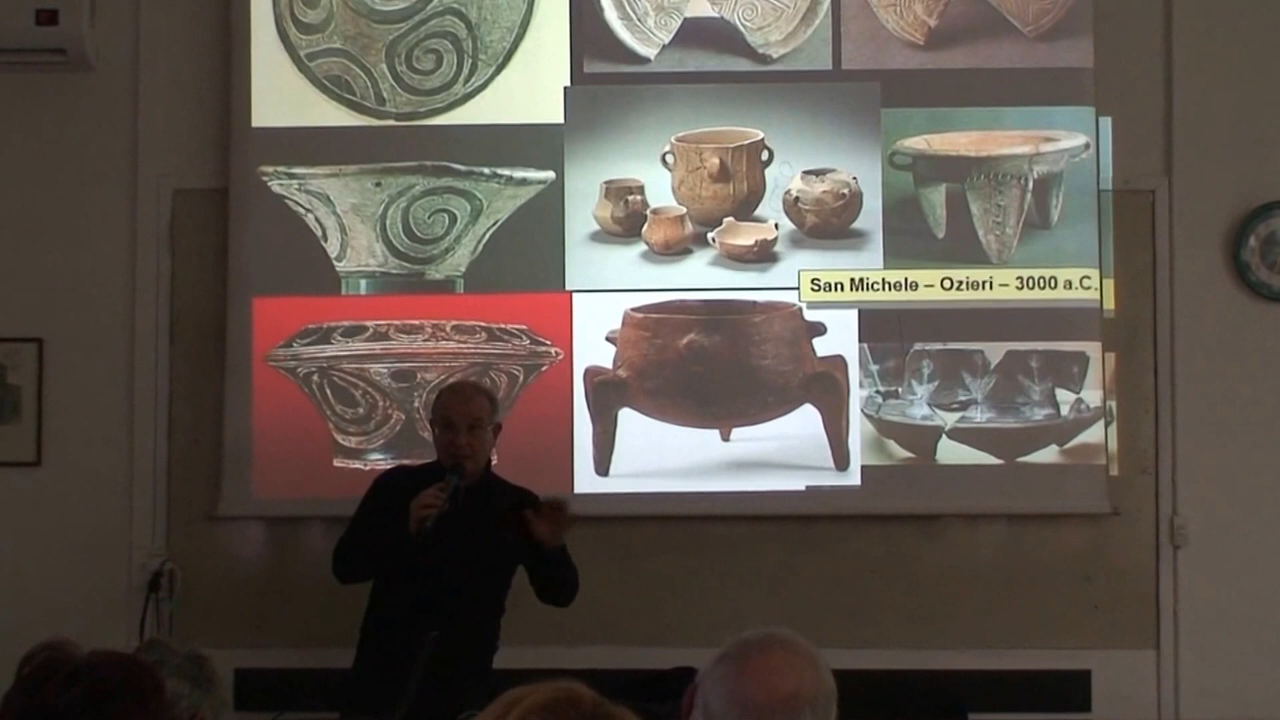 San Michele – Ozieri – 3000 a.C.